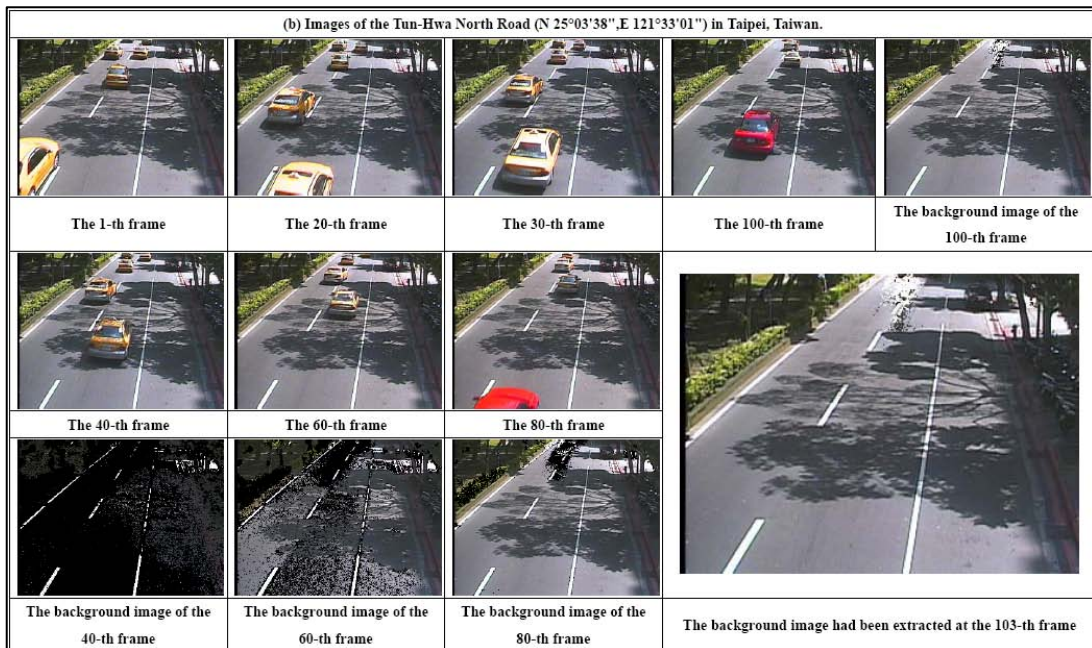 (b) Images of the Tun-Hwa North Road (N 25°03'38",E 121°33'01") in Taipei, Taiwan.
The 1-th frame
The 20-th frame
The 30-th frame
The 100-th frame
The background image of the
100-th frame
The 40-th frame
The 60-th frame
The 80-th frame
The background image of the
40-th frame
The background image of the
60-th frame
The background image of the
80-th frame
The background image had been extracted at the 103-th frame